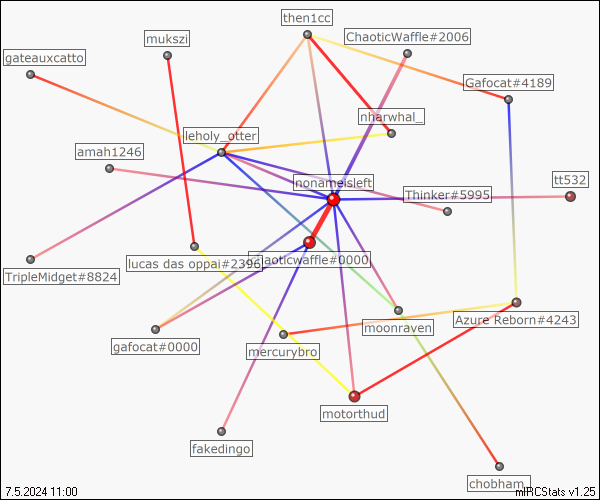 then1cc
ChaoticWaffle#2006
mukszi
gateauxcatto
Gafocat#4189
nharwhal_
leholy_otter
amah1246
nonameisleft
tt532
Thinker#5995
chaoticwaffle#0000
lucas das oppai#2396
TripleMidget#8824
Azure Reborn#4243
moonraven
gafocat#0000
mercurybro
motorthud
fakedingo
chobham_
7.5.2024 11:00
mIRCStats v1.25